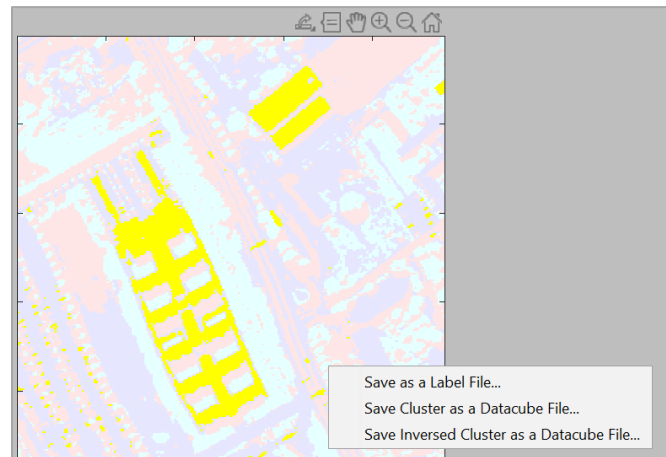 Save as a Label File...
Save Cluster as a Datacube File...
Save Inversed Cluster as a Datacube File...